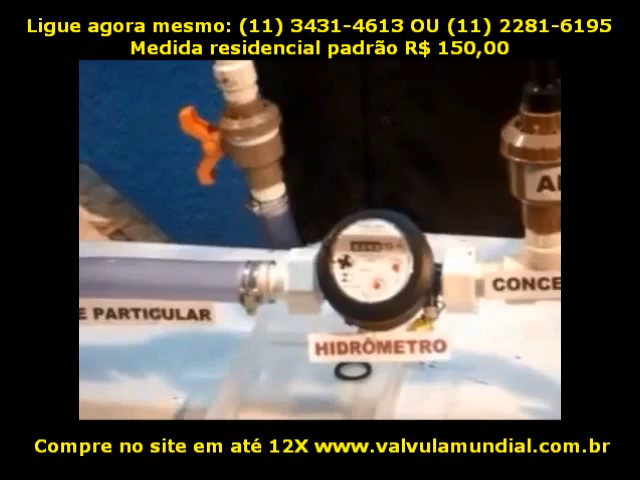 Ligue agora mesmo: (11) 3431-4613 OU (11) 2281-6195
Medida residencial padrão R$ 150,00
E PARTICULAR
HIDRÔMETRO
CONCE
Compre no site em até 12X www.valvulamundial.com.br